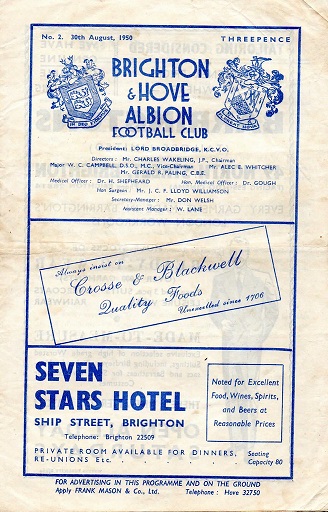 No. 2. 30th August, 1950 THREEPENCE
BRIGHTON
& HOVE
ALBION
FOOTBALL CLUB
President: LORD BROADBRIDGE, K.C.V.O.
Directors: Mr. CHARLES WAKELING, J.P., Chairman
Major W. C. CAMPBELL, D.S.O., M.C., Vice-Chairman - Mr. ALEC E. WHITCHER
Mr. GERALD R. PALING, C.B.E.
Medical Officer: Dr. H. SHEPHEARD Hon. Medical Officer: Dr. GOUGH
Hon Surgeon: Mr. J. C. F. LLOYD WILLIAMSON
Secretary-Manager: Mr. DON WELSH
Assistant Manager: W. LANE
Always insist on
Crosse & Blackwell
Quality Foods
Unexcelled since 1706
SEVEN
STARS HOTEL
SHIP STREET, BRIGHTON
Telephone: Brighton 22509
Noted for Excellent
Food, Wines, Spirits,
and Beers at
Reasonable Prices
PRIVATE ROOM AVAILABLE FOR DINNERS,
RE-UNIONS Etc.
Seating
Capacity 80
FOR ADVERTISING IN THIS PROGRAMME AND ON THE GROUND
Apply FRANK MASON & Co., Ltd. Telephone: Hove 32750